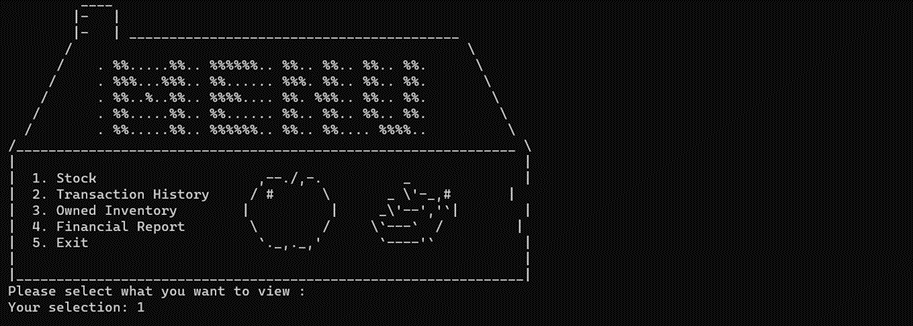 MENU
1. Stock
2. Transaction History
3. Owned Inventory
4. Financial Report
5. Exit
Please select what you want to view :
Your selection: 1